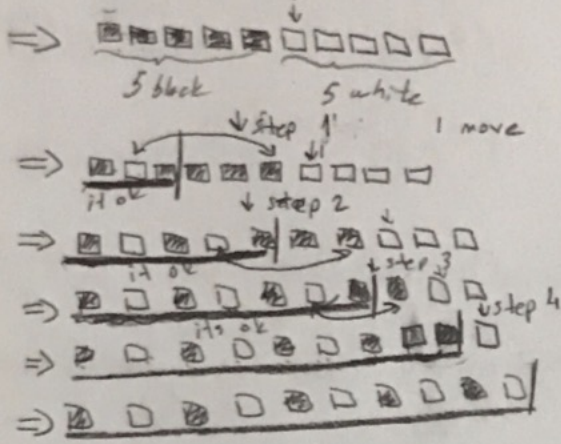 5 black 5 white
step 1 1 move
it ok
step 2
it ok
step 3
its ok
step 4